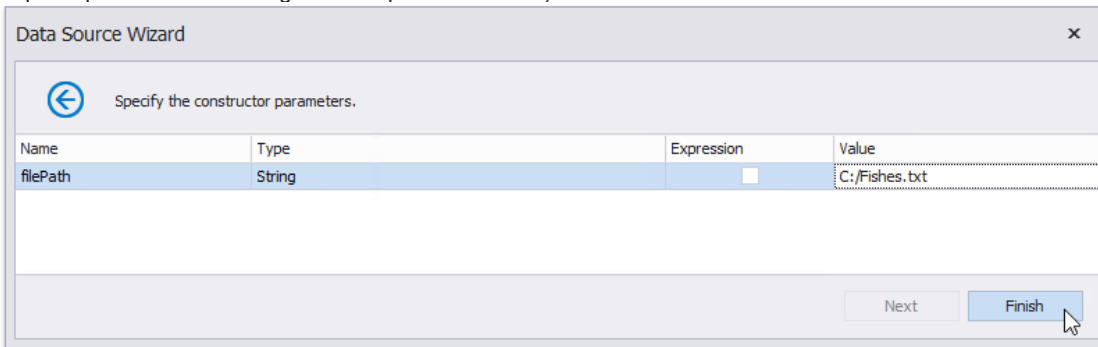 Data Source Wizard
Specify the constructor parameters.
Name Type Expression Value
filePath String C:/Fishes.txt
Next Finish